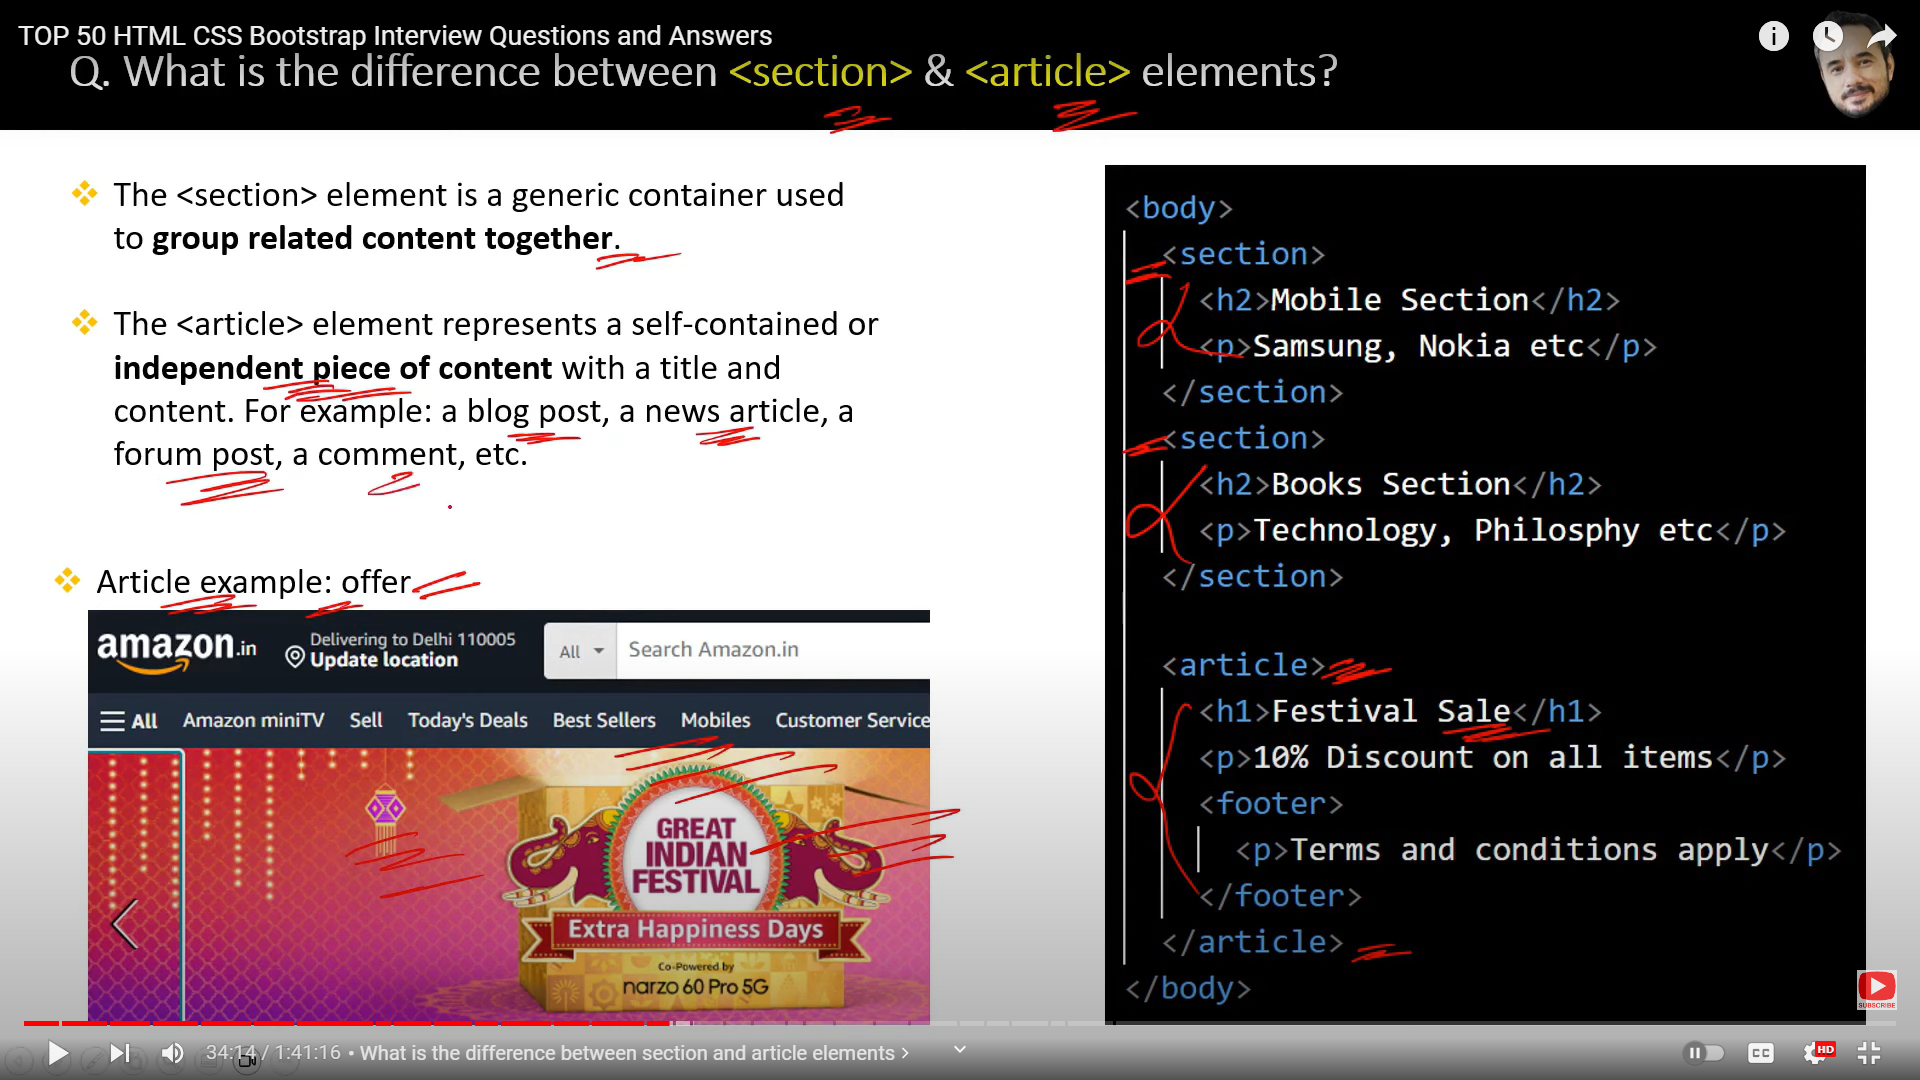 TOP 50 HTML CSS Bootstrap Interview Questions and Answers
Q. What is the difference between <section> & <article> elements?
The <section> element is a generic container used
to group related content together.
The <article> element represents a self-contained or
independent piece of content with a title and
content. For example: a blog post, a news article, a
forum post, a comment, etc.
Article example: offer
amazon.in
Delivering to Delhi 110005
Update location
All
Search Amazon.in
All Amazon miniTV Sell Today's Deals Best Sellers Mobiles Customer Service
GREAT
INDIAN
FESTIVAL
Extra Happiness Days
Co-Powered by
narzo 60 Pro 5G
<body>
<section>
<h2>Mobile Section</h2>
<p>Samsung, Nokia etc</p>
</section>
<section>
<h2>Books Section</h2>
<p>Technology, Philosphy etc</p>
</section>
<article>
<h1>Festival Sale</h1>
<p>10% Discount on all items</p>
<footer>
<p>Terms and conditions apply</p>
</footer>
</article>
</body>
SUBSCRIBE
34:14 / 1:41:16 • What is the difference between section and article elements
CC
HD